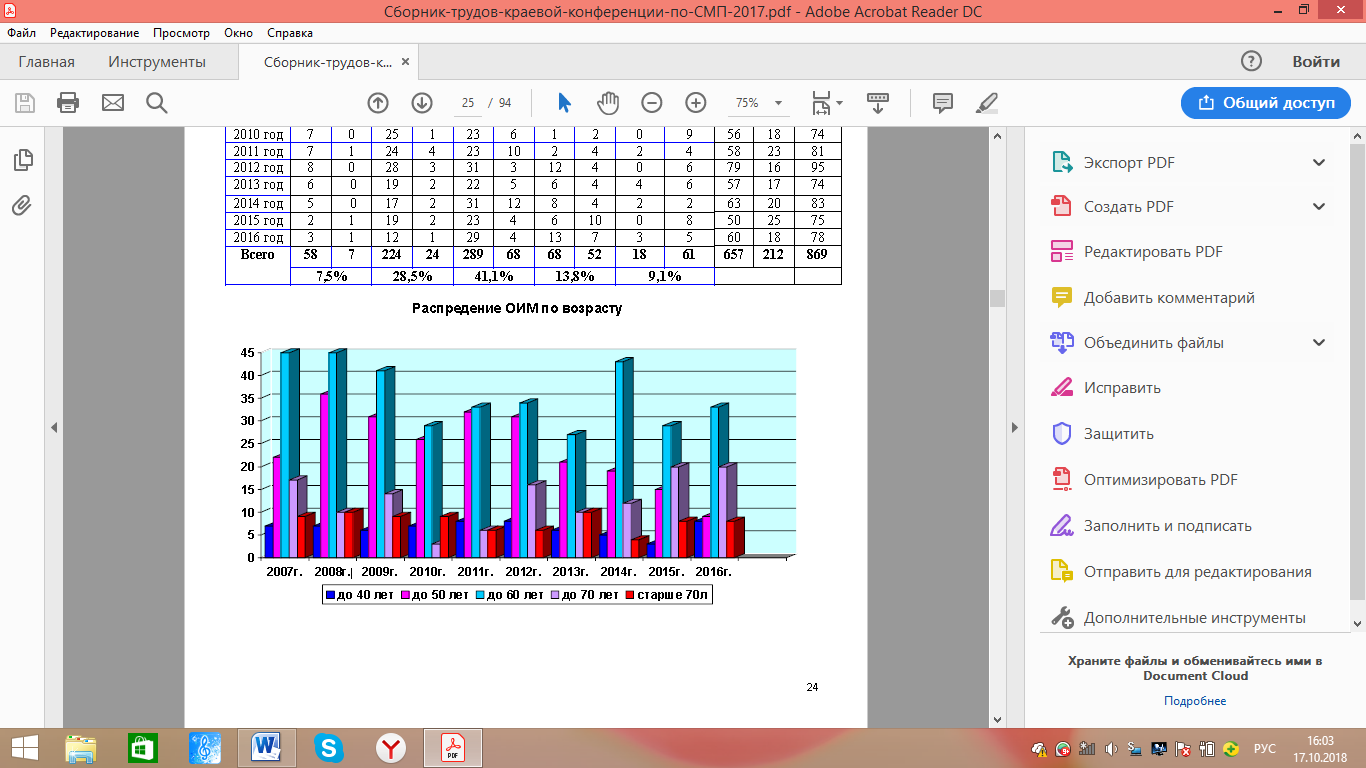 Сборник-трудов-краевой-конференции-по-СМП-2017.pdf - Adobe Acrobat Reader DC
Файл Редактирование Просмотр Окно Справка
Главная Инструменты Сборник-трудов-к... × Войти
25 / 94 75% Общий доступ
2010 год 7 0 25 1 23 6 1 2 0 9 56 18 74
2011 год 7 1 24 4 23 10 2 4 2 4 58 23 81
2012 год 8 0 28 3 31 3 12 4 0 6 79 16 95
2013 год 6 0 19 2 22 5 6 4 4 6 57 17 74
2014 год 5 0 17 2 31 12 8 4 2 2 63 20 83
2015 год 2 1 19 2 23 4 6 10 0 8 50 25 75
2016 год 3 1 12 1 29 4 13 7 3 5 60 18 78
Всего 58 7 224 24 289 68 68 52 18 61 657 212 869
7,5% 28,5% 41,1% 13,8% 9,1%
Распредение ОИМ по возрасту
45
40
35
30
25
20
15
10
5
0
2007г. 2008г. 2009г. 2010г. 2011г. 2012г. 2013г. 2014г. 2015г. 2016г.
до 40 лет до 50 лет до 60 лет до 70 лет старше 70л
24
Экспорт PDF
Создать PDF
Редактировать PDF
Добавить комментарий
Объединить файлы
Исправить
Защитить
Оптимизировать PDF
Заполнить и подписать
Отправить для редактирования
Дополнительные инструменты
Храните файлы и обменивайтесь ими в
Document Cloud
Подробнее
РУС
16:03
17.10.2018